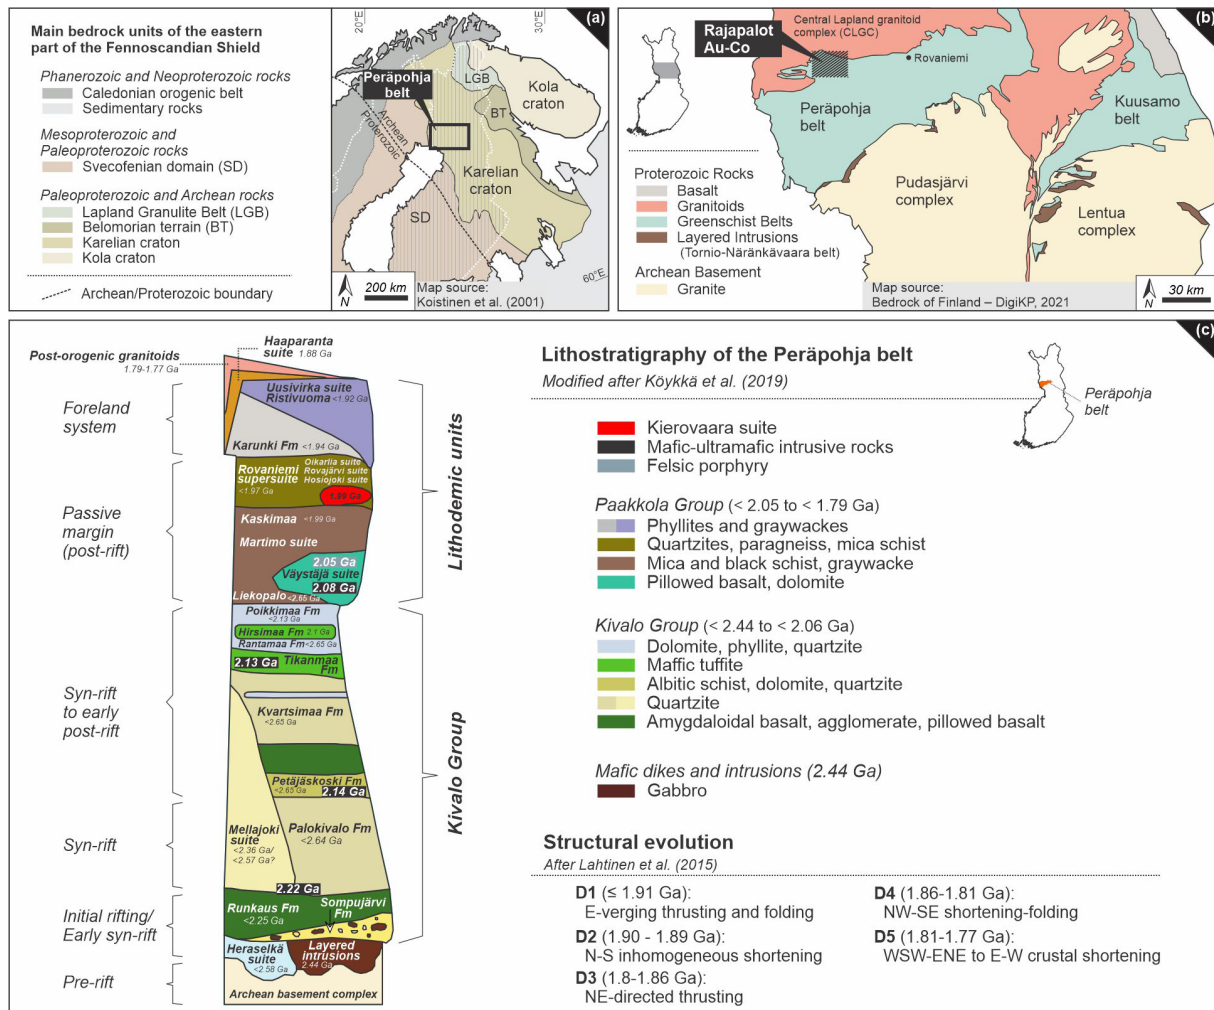 Main bedrock units of the eastern
part of the Fennoscandian Shield
Phanerozoic and Neoproterozoic rocks
Caledonian orogenic belt
Sedimentary rocks
Mesoproterozoic and
Paleoproterozoic rocks
Svecofenian domain (SD)
Paleoproterozoic and Archean rocks
Lapland Granulite Belt (LGB)
Belomorian terrain (BT)
Karelian craton
Kola craton
Archean/Proterozoic boundary
20°E
30°E
(a)
Peräpohja
belt
LGB
Kola
craton
BT
Archean
Proterozoic
Karelian
craton
SD
60°E
N
200 km
Map source:
Koistinen et al. (2001)
(b)
Central Lapland granitoid
complex (CLGC)
Rajapalot
Au-Co
Rovaniemi
Peräpohja
belt
Kuusamo
belt
Pudasjärvi
complex
Lentua
complex
Proterozoic Rocks
Basalt
Granitoids
Greenschist Belts
Layered Intrusions
(Tornio-Näränkävaara belt)
Archean Basement
Granite
N
Map source:
Bedrock of Finland – DigiKP, 2021
30 km
(c)
Haaparanta
suite 1.88 Ga
Post-orogenic granitoids
1.79-1.77 Ga
Foreland
system
Passive
margin
(post-rift)
Syn-rift
to early
post-rift
Syn-rift
Initial rifting/
Early syn-rift
Pre-rift
Uusivirka suite
Ristivuoma <1.92 Ga
Karunki Fm <1.94 Ga
Rovaniemi
supersuite
<1.97 Ga
Oikarila suite
Rovajärvi suite
Hosiojoki suite
1.99 Ga
Kaskimaa <1.99 Ga
Martimo suite
2.05 Ga
Väystäjä suite
2.08 Ga
Liekopalo <2.65 Ga
Poikkimaa Fm
<2.13 Ga
Hirsimaa Fm 2.1 Ga
Rantamaa Fm <2.65 Ga
2.13 Ga
Tikanmaa
Fm
Kvartsimaa Fm
<2.65 Ga
Petäjäskoski Fm
<2.65 Ga
2.14 Ga
Mellajoki
suite
<2.36 Ga/
<2.57 Ga?
Palokivalo Fm
<2.64 Ga
2.22 Ga
Runkaus Fm
<2.25 Ga
Sompujärvi
Fm
Heraselkä
suite
<2.58 Ga
Layered
intrusions
2.44 Ga
Archean basement complex
Lithodemic units
Kivalo Group
Lithostratigraphy of the Peräpohja belt
Modified after Köykkä et al. (2019)
Peräpohja
belt
Kierovaara suite
Mafic-ultramafic intrusive rocks
Felsic porphyry
Paakkola Group (< 2.05 to < 1.79 Ga)
Phyllites and graywackes
Quartzites, paragneiss, mica schist
Mica and black schist, graywacke
Pillowed basalt, dolomite
Kivalo Group (< 2.44 to < 2.06 Ga)
Dolomite, phyllite, quartzite
Maffic tuffite
Albitic schist, dolomite, quartzite
Quartzite
Amygdaloidal basalt, agglomerate, pillowed basalt
Mafic dikes and intrusions (2.44 Ga)
Gabbro
Structural evolution
After Lahtinen et al. (2015)
D1 (≤ 1.91 Ga):
E-verging thrusting and folding
D2 (1.90 - 1.89 Ga):
N-S inhomogeneous shortening
D3 (1.8-1.86 Ga):
NE-directed thrusting
D4 (1.86-1.81 Ga):
NW-SE shortening-folding
D5 (1.81-1.77 Ga):
WSW-ENE to E-W crustal shortening